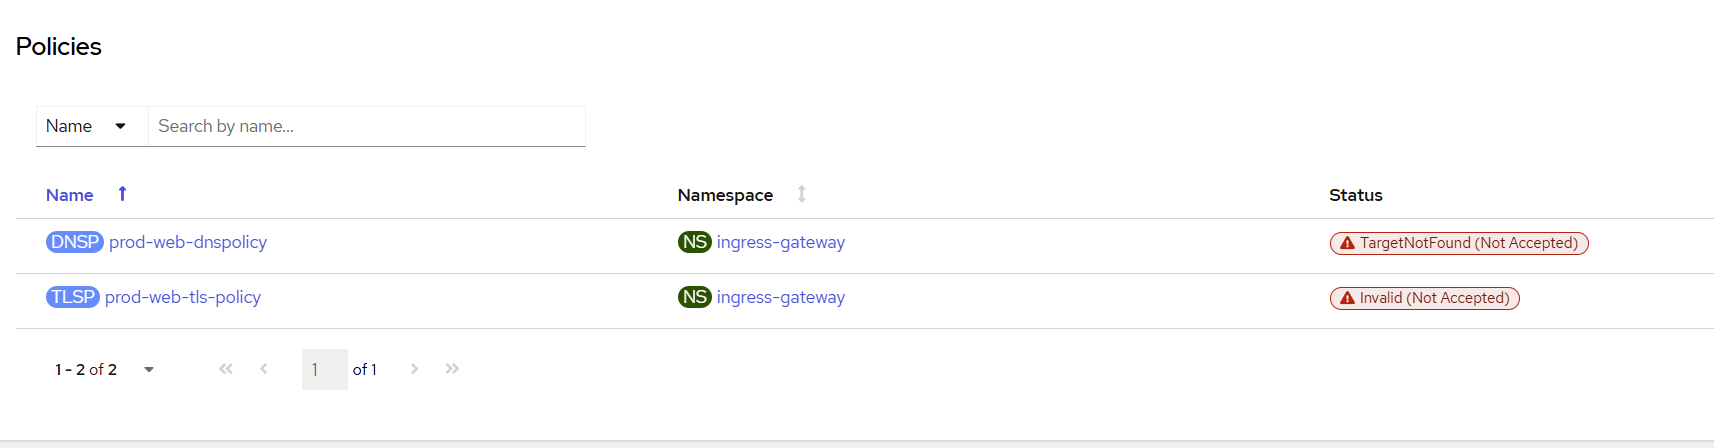 Policies
Name Search by name...
Name Namespace Status
DNSP prod-web-dnspolicy NS ingress-gateway TargetNotFound (Not Accepted)
TLSP prod-web-tls-policy NS ingress-gateway Invalid (Not Accepted)
1 - 2 of 2 1 of 1